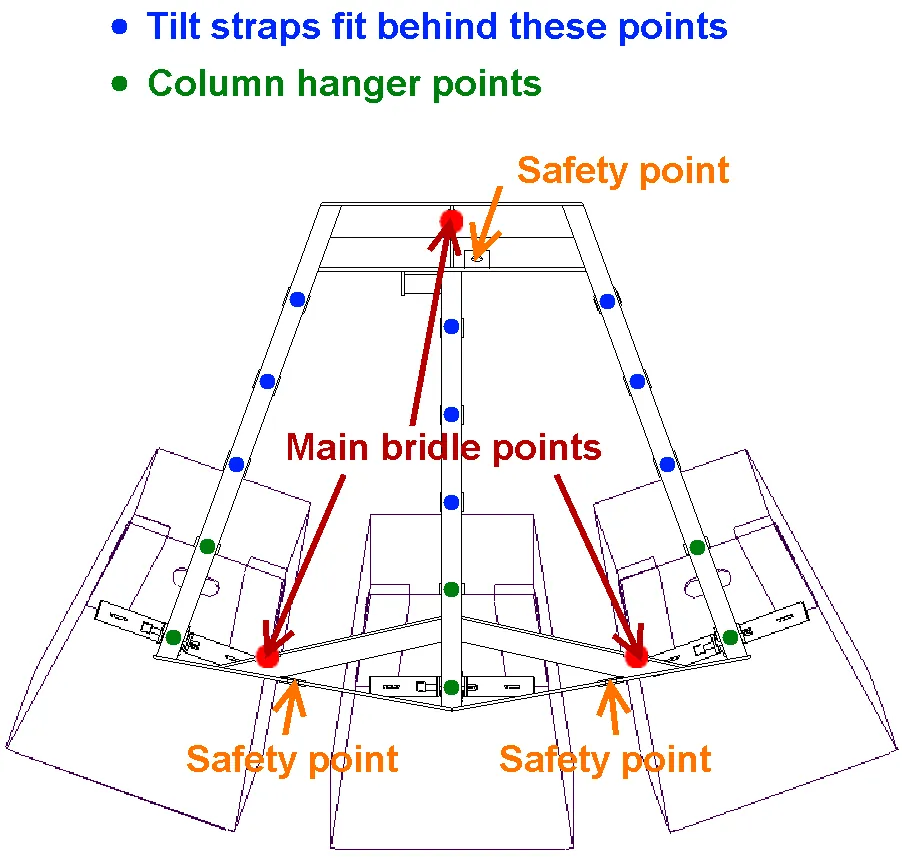 • Tilt straps fit behind these points
• Column hanger points
Safety point
Main bridle points
Safety point
Safety point